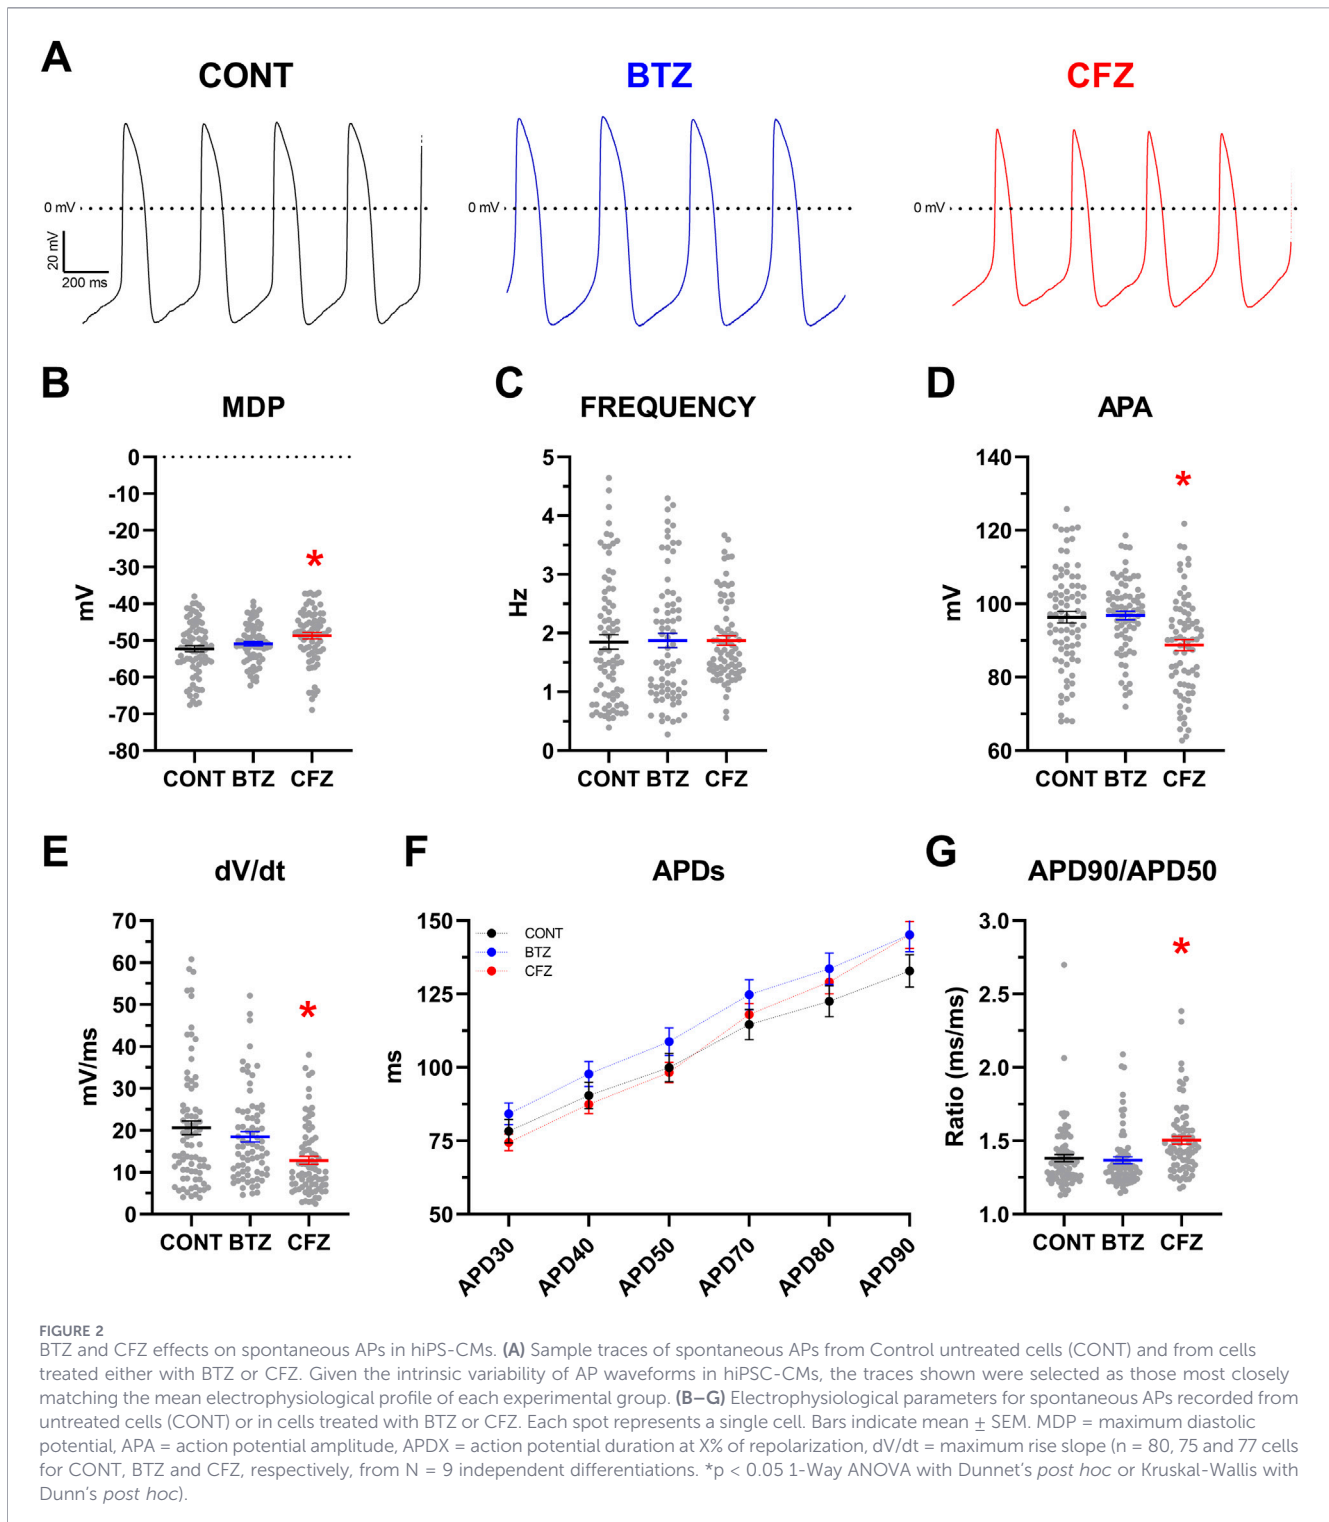 A
CONT
BTZ
CFZ
0 mV
0 mV
0 mV
20 mV
200 ms
B
MDP
mV
0
-10
-20
-30
-40
-50
-60
-70
-80
*
CONT BTZ CFZ
C
FREQUENCY
Hz
5
4
3
2
1
0
CONT BTZ CFZ
D
APA
mV
140
120
100
80
60
*
CONT BTZ CFZ
E
dV/dt
mV/ms
70
60
50
40
30
20
10
0
*
CONT BTZ CFZ
F
APDs
ms
150
125
100
75
50
CONT
BTZ
CFZ
APD30
APD40
APD50
APD70
APD80
APD90
G
APD90/APD50
Ratio (ms/ms)
3.0
2.5
2.0
1.5
1.0
*
CONT BTZ CFZ
FIGURE 2
BTZ and CFZ effects on spontaneous APs in hiPS-CMs. (A) Sample traces of spontaneous APs from Control untreated cells (CONT) and from cells
treated either with BTZ or CFZ. Given the intrinsic variability of AP waveforms in hiPSC-CMs, the traces shown were selected as those most closely
matching the mean electrophysiological profile of each experimental group. (B–G) Electrophysiological parameters for spontaneous APs recorded from
untreated cells (CONT) or in cells treated with BTZ or CFZ. Each spot represents a single cell. Bars indicate mean ± SEM. MDP = maximum diastolic
potential, APA = action potential amplitude, APDX = action potential duration at X% of repolarization, dV/dt = maximum rise slope (n = 80, 75 and 77 cells
for CONT, BTZ and CFZ, respectively, from N = 9 independent differentiations. *p < 0.05 1-Way ANOVA with Dunnet's post hoc or Kruskal-Wallis with
Dunn's post hoc).